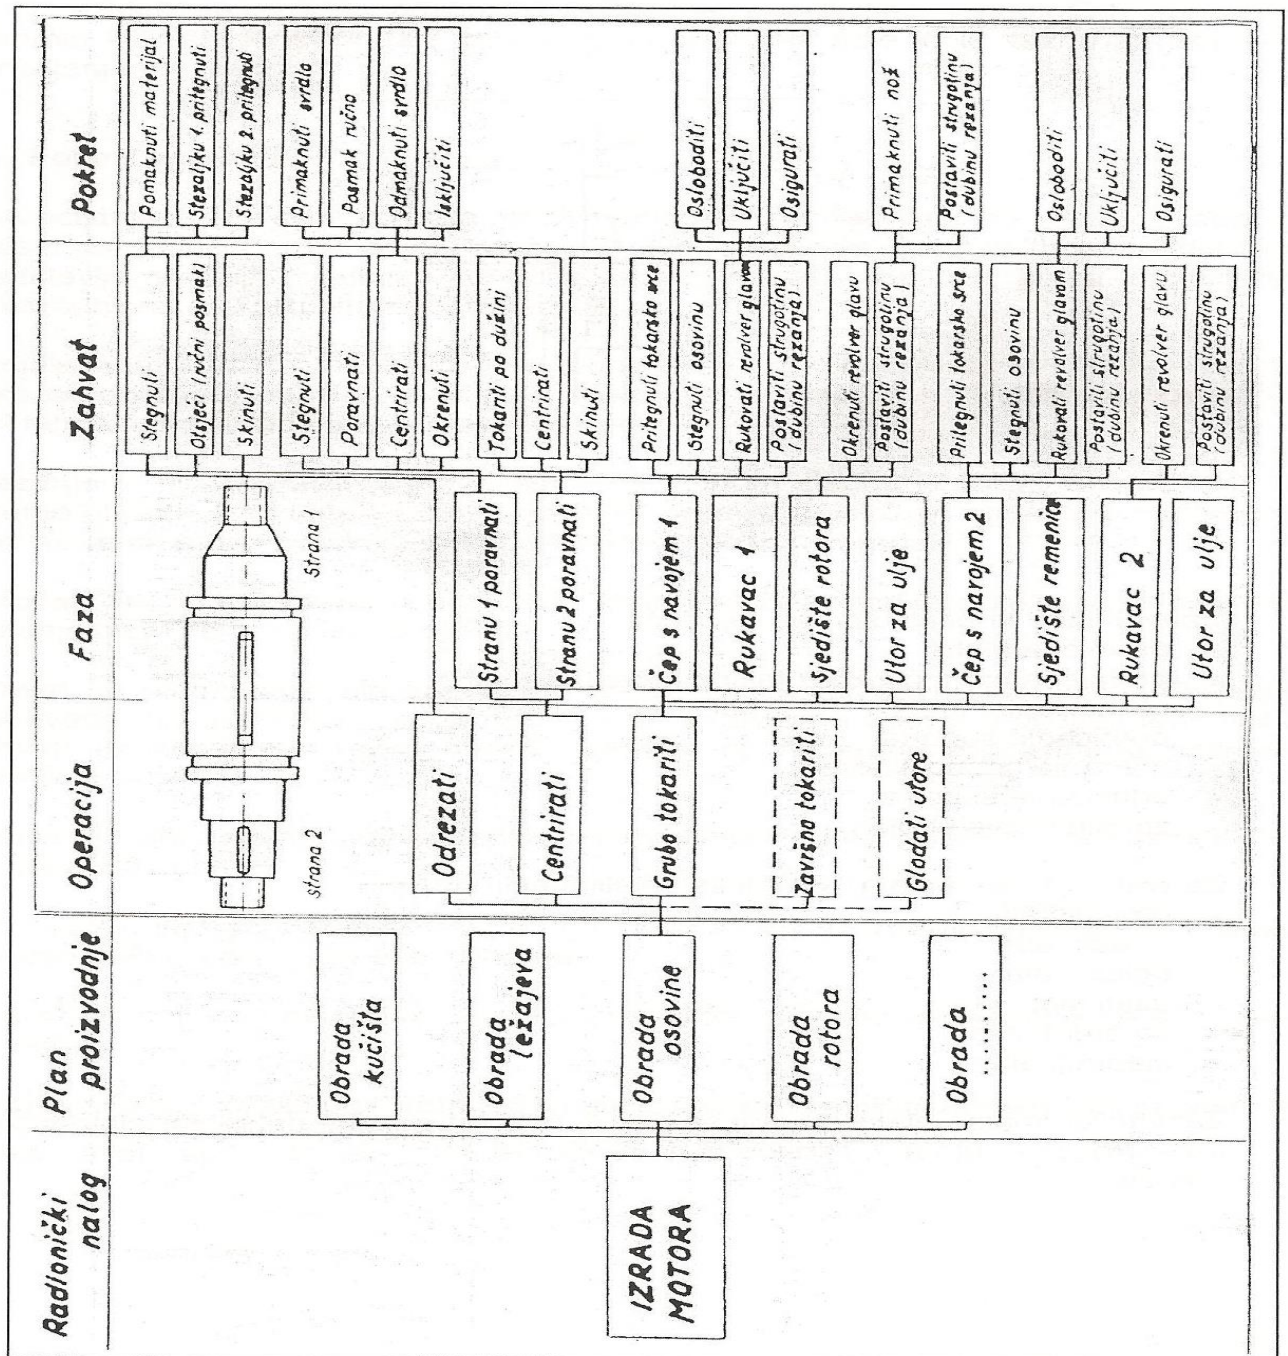 Radionički
nalog
Plan
proizvodnje
Operacija
Faza
Zahvat
Pokret
IZRADA
MOTORA
Obrada
kučišta
Obrada
ležajeva
Obrada
osovine
Obrada
rotora
Obrada
..........
strana 2
strana 1
Odrezati
Centrirati
Grubo tokariti
Završno tokariti
Glodati utore
Stranu 1 poravnati
Stranu 2 poravnati
Čep s navojem 1
Rukavac 1
Sjedište rotora
Utor za ulje
Čep s navojem 2
Sjedište remenice
Rukavac 2
Utor za ulje
Stegnuti
Otsječi (ručni posmak)
Skinuti
Stegnuti
Poravnati
Centrirati
Okrenuti
Tokariti po dužini
Centrirati
Skinuti
Pritegnuti tokarsko srce
Stegnuti osovinu
Rukovati revolver glavom
Postaviti strugotinu
(dubinu rezanja)
Okrenuti revolver glavu
Postaviti strugotinu
(dubinu rezanja)
Pritegnuti tokarsko srce
Stegnuti osovinu
Rukovati revolver glavom
Postaviti strugotinu
(dubinu rezanja)
Okrenuti revolver glavu
Postaviti strugotinu
(dubinu rezanja)
Pomaknuti materijal
Stezaljku 1. pritegnuti
Stezaljku 2. pritegnuti
Primaknuti svrdlo
Posmak ručno
Odmaknuti svrdlo
Isključiti
Osloboditi
Uključiti
Osigurati
Primaknuti nož
Postaviti strugotinu
(dubinu rezanja)
Osloboditi
Uključiti
Osigurati